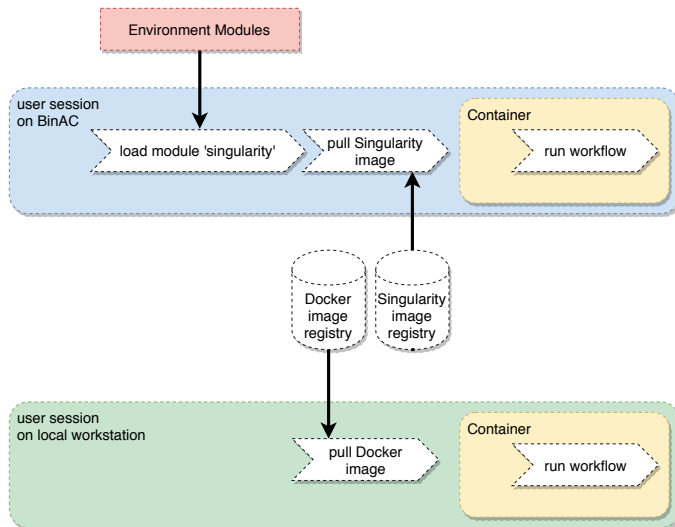 Environment Modules
user session
on BinAC
load module 'singularity'
pull Singularity
image
Container
run workflow
Docker
image
registry
Singularity
image
registry
user session
on local workstation
pull Docker
image
Container
run workflow